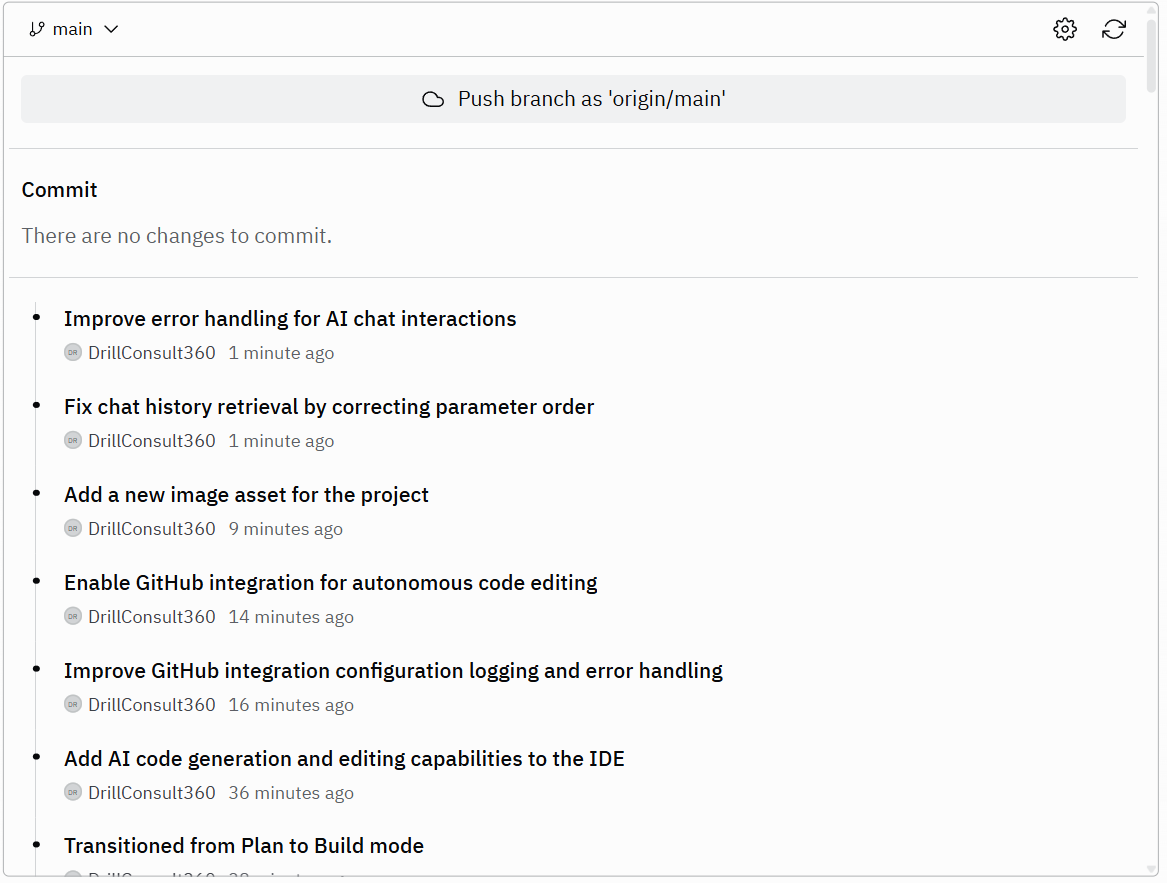 main
Push branch as 'origin/main'
Commit
There are no changes to commit.
Improve error handling for AI chat interactions
DR DrillConsult360 1 minute ago
Fix chat history retrieval by correcting parameter order
DR DrillConsult360 1 minute ago
Add a new image asset for the project
DR DrillConsult360 9 minutes ago
Enable GitHub integration for autonomous code editing
DR DrillConsult360 14 minutes ago
Improve GitHub integration configuration logging and error handling
DR DrillConsult360 16 minutes ago
Add AI code generation and editing capabilities to the IDE
DR DrillConsult360 36 minutes ago
Transitioned from Plan to Build mode
DrillConsult360